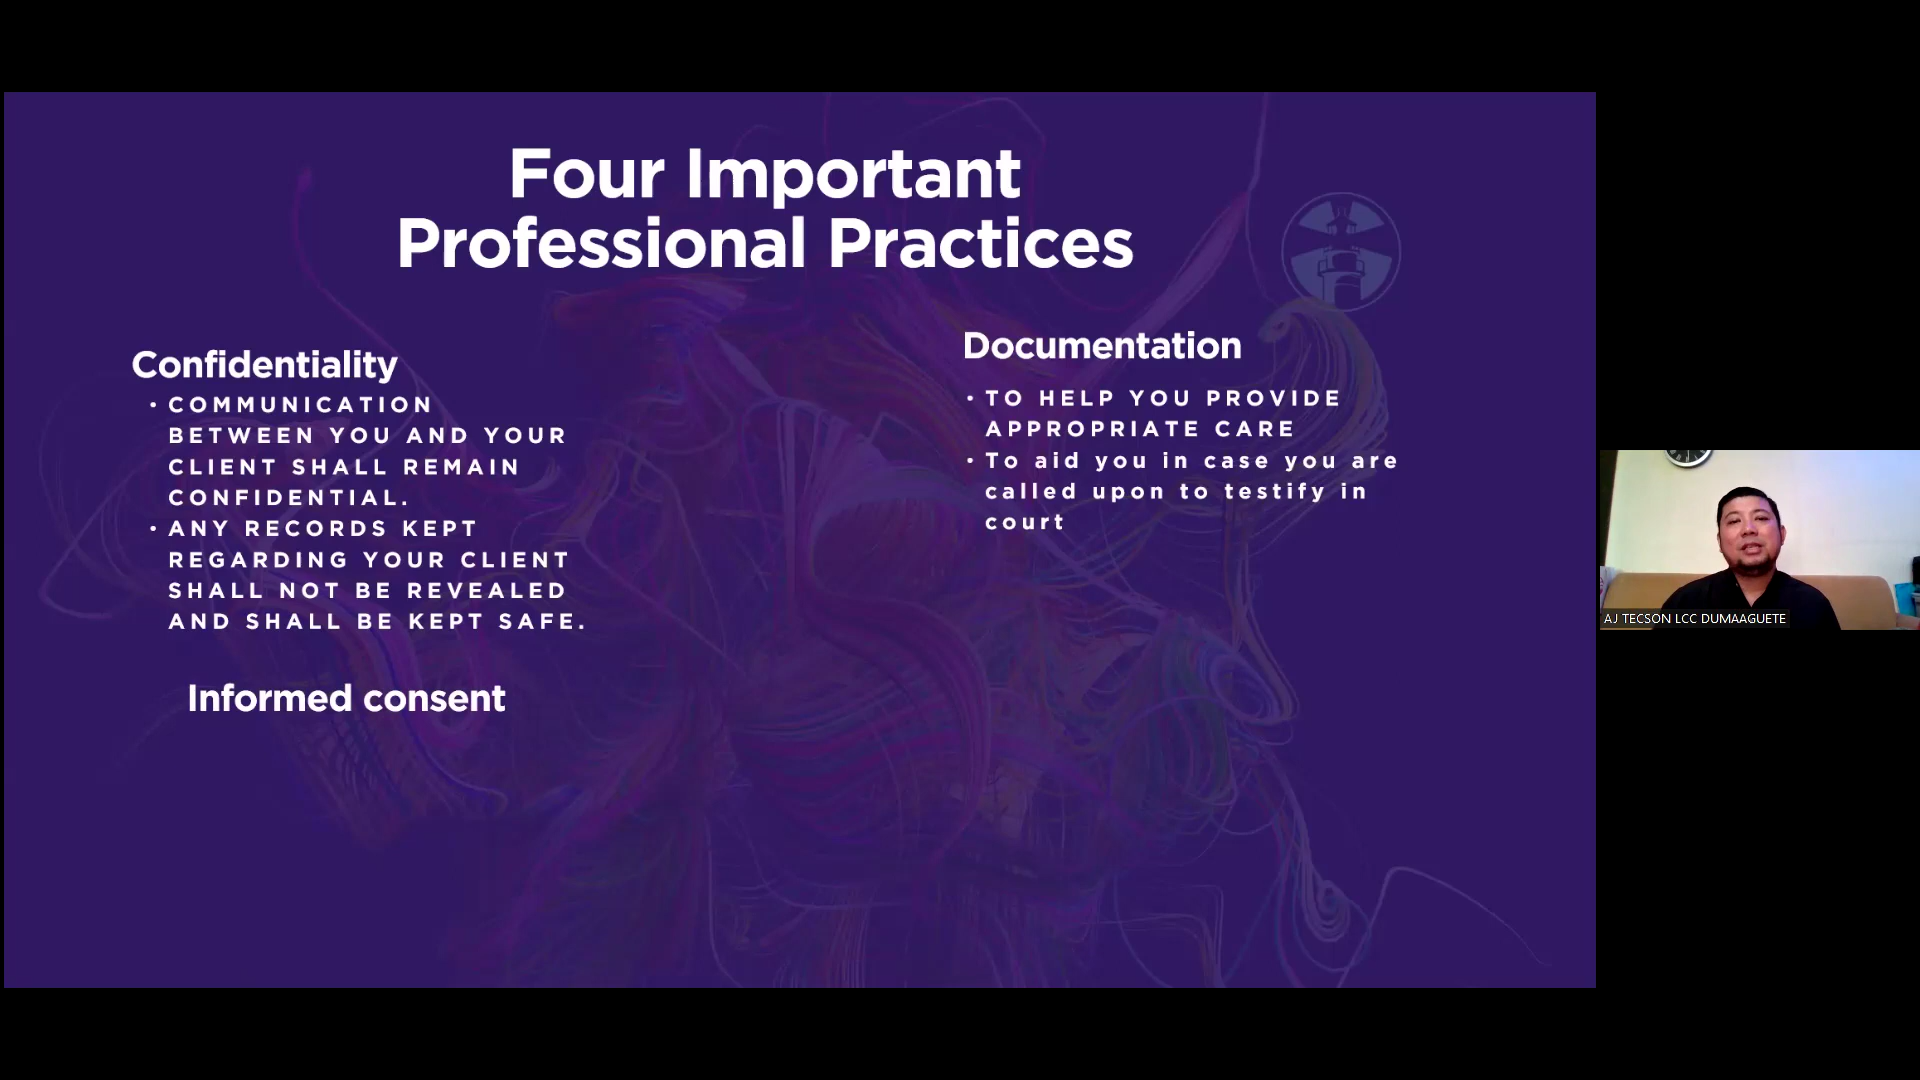 Four Important
Professional Practices
Confidentiality
• COMMUNICATION
BETWEEN YOU AND YOUR
CLIENT SHALL REMAIN
CONFIDENTIAL.
• ANY RECORDS KEPT
REGARDING YOUR CLIENT
SHALL NOT BE REVEALED
AND SHALL BE KEPT SAFE.
Informed consent
Documentation
• TO HELP YOU PROVIDE
APPROPRIATE CARE
• To aid you in case you are
called upon to testify in
court
AJ TECSON LCC DUMAAGUETE